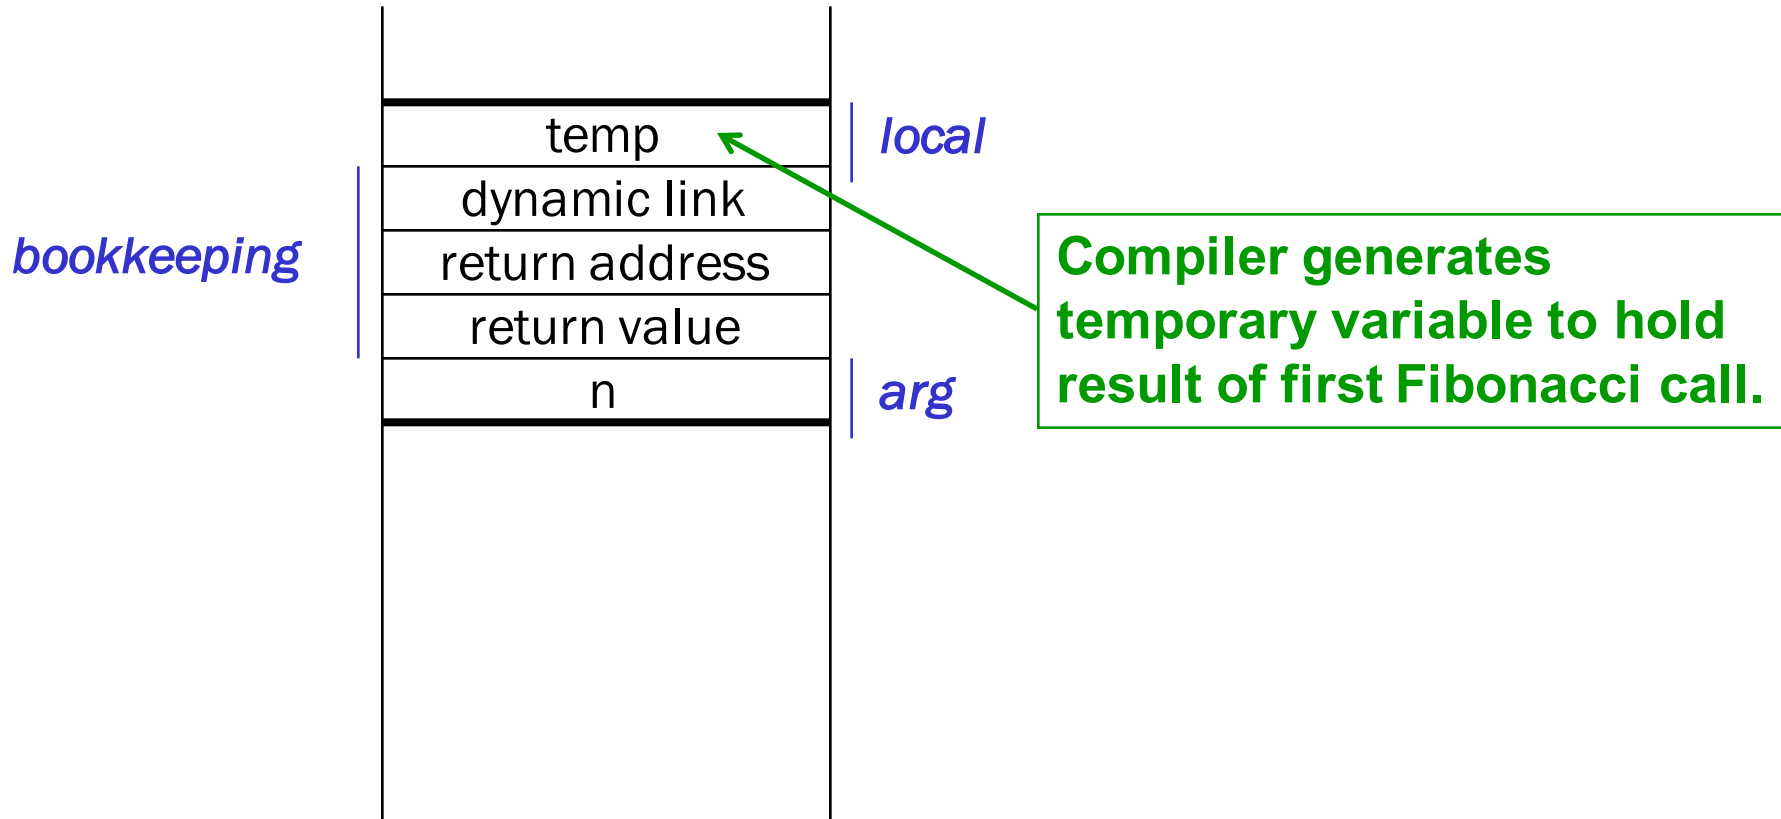 temp
local
dynamic link
bookkeeping
return address
return value
n
arg
Compiler generates
temporary variable to hold
result of first Fibonacci call.